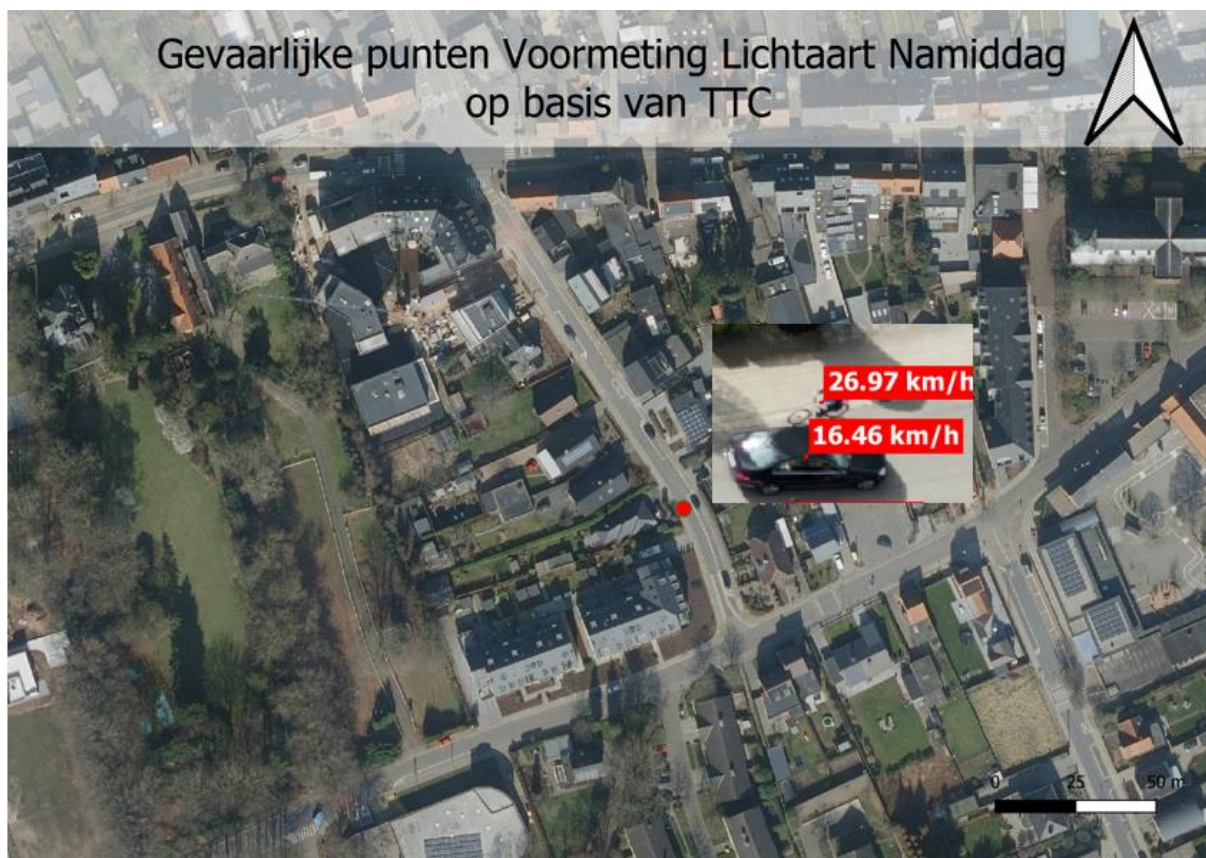 Gevaarlijke punten Voormeting Lichtaart Namiddag
op basis van TTC
26.97 km/h
16.46 km/h
0 25 50 m